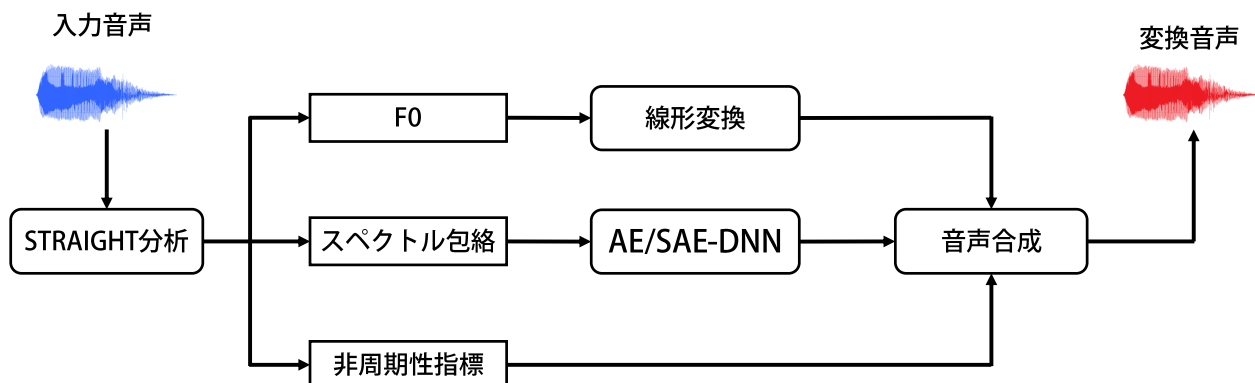 入力音声
変換音声
F0
線形変換
STRAIGHT分析
スペクトル包絡
AE/SAE-DNN
音声合成
非周期性指標